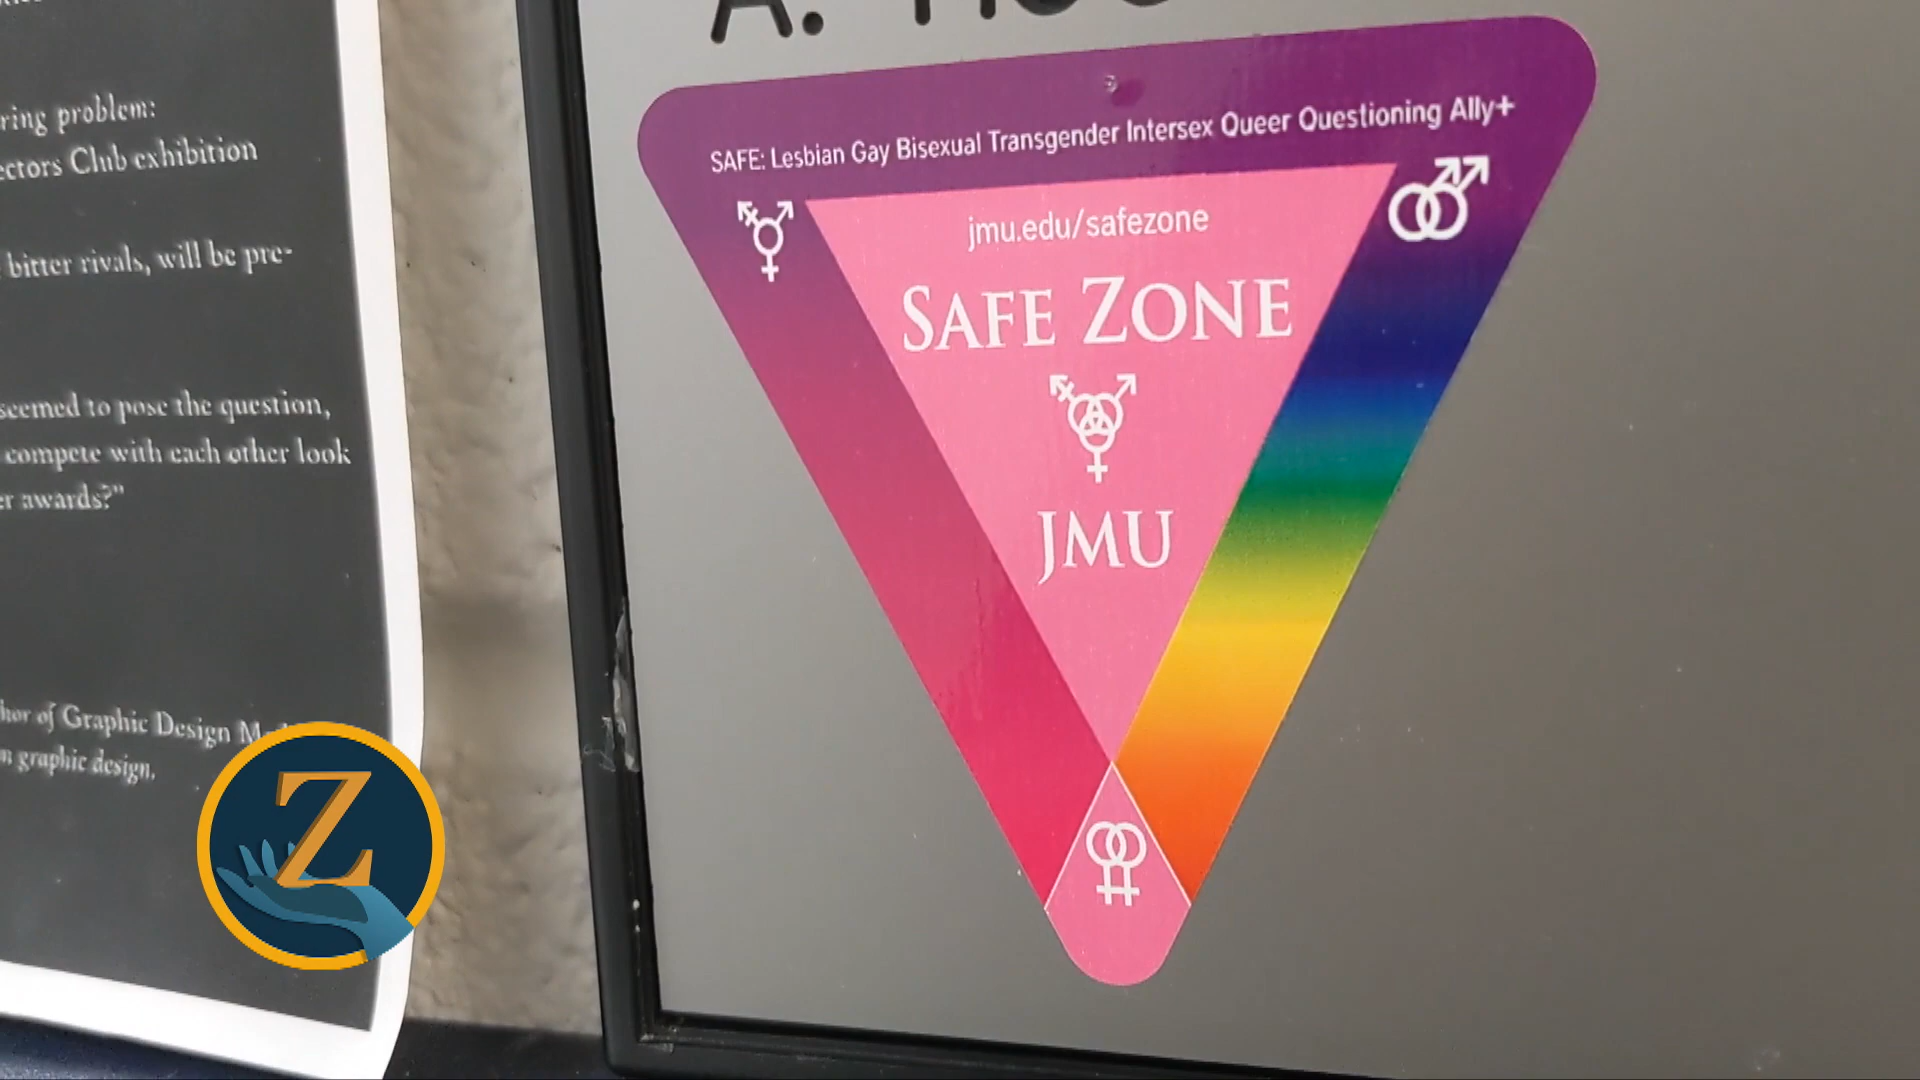 ring problem:
ectors Club exhibition
bitter rivals, will be pre-
seemed to pose the question,
compete with each other look
er awards?"
hor of Graphic Design
graphic design,
Z
A.
SAFE: Lesbian Gay Bisexual Transgender Intersex Queer Questioning Ally+
jmu.edu/safezone
SAFE ZONE
JMU